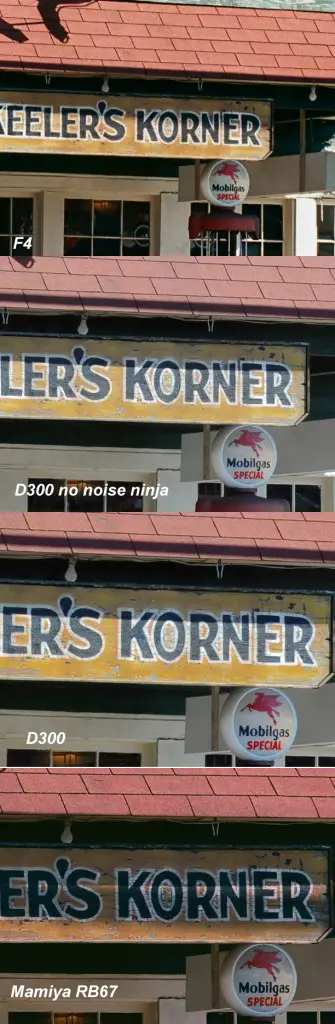 KEELER'S KORNER
Mobilgas
SPECIAL
F4
LER'S KORNER
Mobilgas
SPECIAL
D300 no noise ninja
ER'S KORNER
Mobilgas
SPECIAL
D300
ER'S KORNER
Mobilgas
SPECIAL
Mamiya RB67